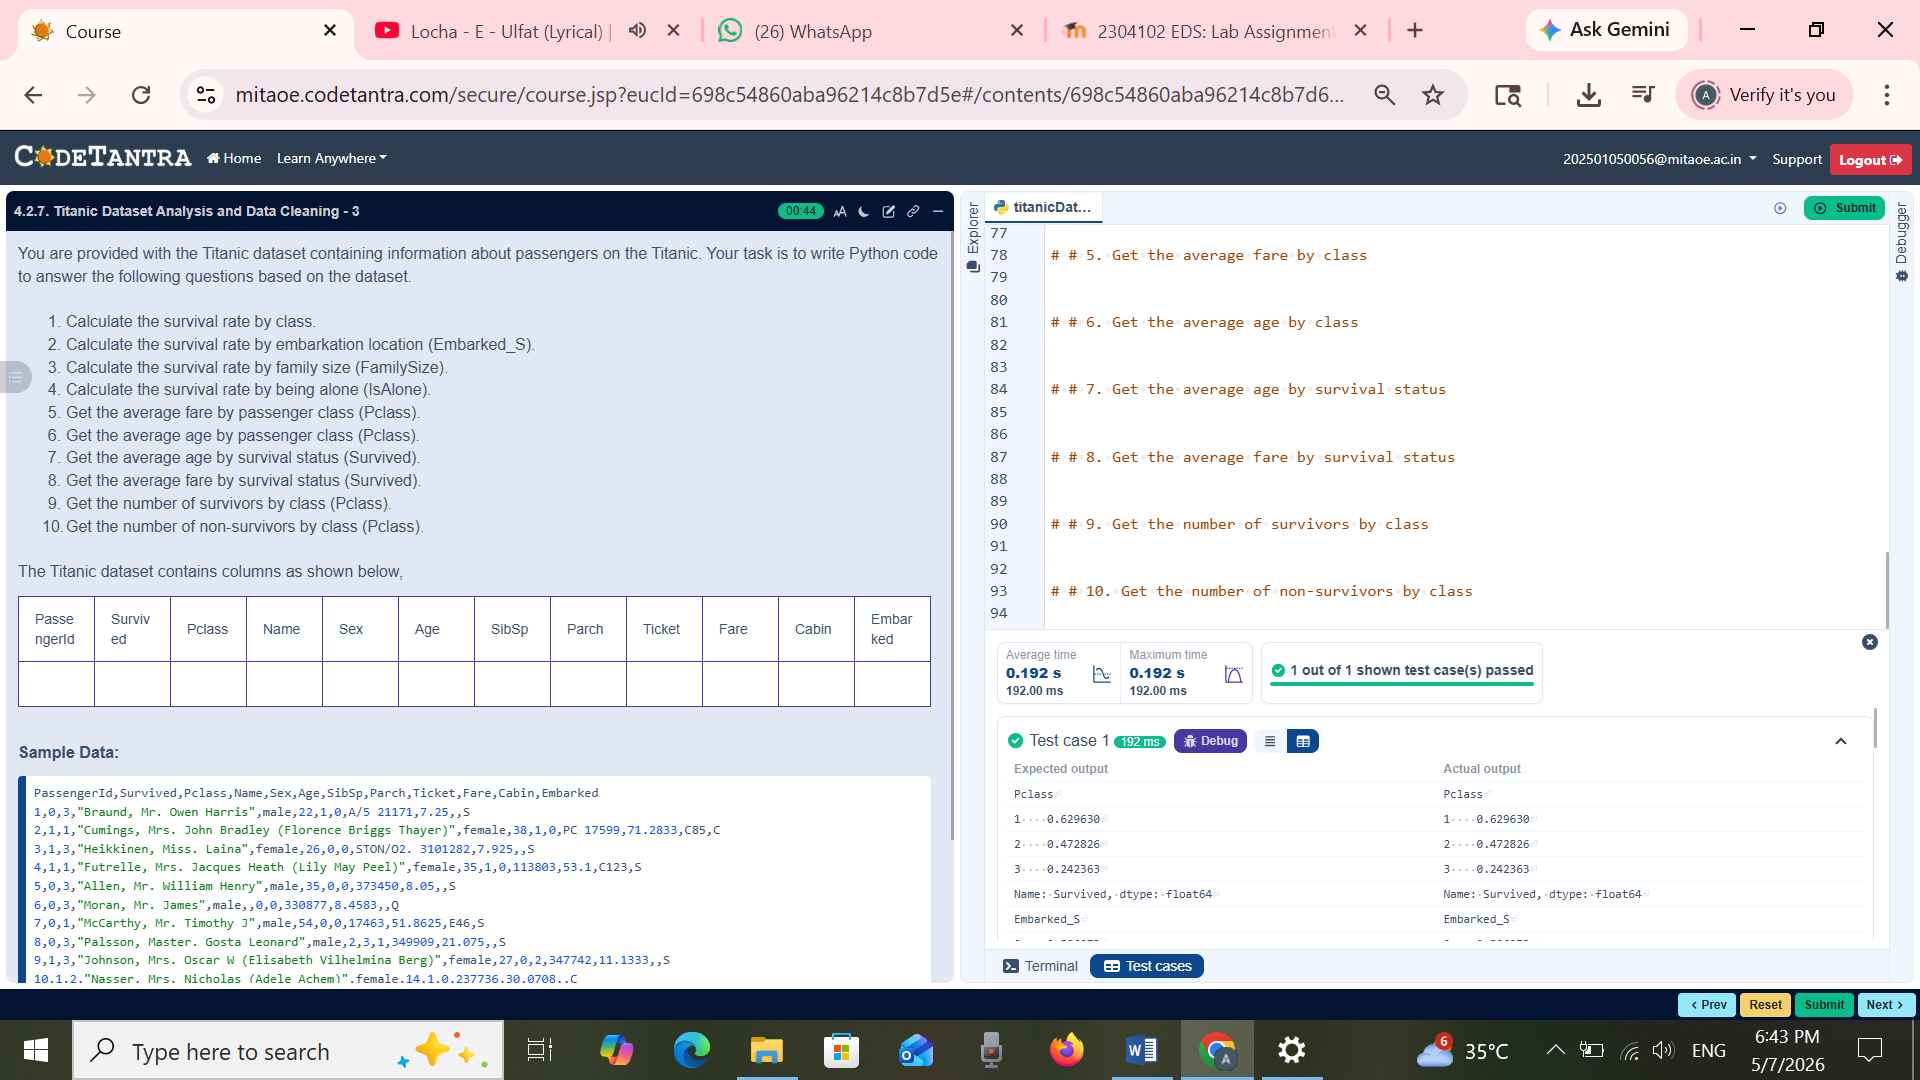 Course
Locha - E - Ulfat (Lyrical) |
(26) WhatsApp
2304102 EDS: Lab Assignment
Ask Gemini
mitaoe.codetantra.com/secure/course.jsp?eucId=698c54860aba96214c8b7d5e#/contents/698c54860aba96214c8b7d6...
Verify it's you
CODETANTRA
Home
Learn Anywhere
202501050056@mitaoe.ac.in
Support
Logout
4.2.7. Titanic Dataset Analysis and Data Cleaning - 3
00:44
You are provided with the Titanic dataset containing information about passengers on the Titanic. Your task is to write Python code
to answer the following questions based on the dataset.
1. Calculate the survival rate by class.
2. Calculate the survival rate by embarkation location (Embarked_S).
3. Calculate the survival rate by family size (FamilySize).
4. Calculate the survival rate by being alone (IsAlone).
5. Get the average fare by passenger class (Pclass).
6. Get the average age by passenger class (Pclass).
7. Get the average age by survival status (Survived).
8. Get the average fare by survival status (Survived).
9. Get the number of survivors by class (Pclass).
10. Get the number of non-survivors by class (Pclass).
The Titanic dataset contains columns as shown below,
Passe
ngerId
Surviv
ed
Pclass
Name
Sex
Age
SibSp
Parch
Ticket
Fare
Cabin
Embar
ked
Sample Data:
PassengerId,Survived,Pclass,Name,Sex,Age,SibSp,Parch,Ticket,Fare,Cabin,Embarked
1,0,3,"Braund, Mr. Owen Harris",male,22,1,0,A/5 21171,7.25,,S
2,1,1,"Cumings, Mrs. John Bradley (Florence Briggs Thayer)",female,38,1,0,PC 17599,71.2833,C85,C
3,1,3,"Heikkinen, Miss. Laina",female,26,0,0,STON/O2. 3101282,7.925,,S
4,1,1,"Futrelle, Mrs. Jacques Heath (Lily May Peel)",female,35,1,0,113803,53.1,C123,S
5,0,3,"Allen, Mr. William Henry",male,35,0,0,373450,8.05,,S
6,0,3,"Moran, Mr. James",male,,0,0,330877,8.4583,,Q
7,0,1,"McCarthy, Mr. Timothy J",male,54,0,0,17463,51.8625,E46,S
8,0,3,"Palsson, Master. Gosta Leonard",male,2,3,1,349909,21.075,,S
9,1,3,"Johnson, Mrs. Oscar W (Elisabeth Vilhelmina Berg)",female,27,0,2,347742,11.1333,,S
10,1,2,"Nasser, Mrs. Nicholas (Adele Achem)",female,14,1,0,237736,30.0708,,C
Explorer
titanicDat...
Submit
Debugger
77
78 # # 5. Get the average fare by class
79
80
81 # # 6. Get the average age by class
82
83
84 # # 7. Get the average age by survival status
85
86
87 # # 8. Get the average fare by survival status
88
89
90 # # 9. Get the number of survivors by class
91
92
93 # # 10. Get the number of non-survivors by class
94
Average time
0.192 s
192.00 ms
Maximum time
0.192 s
192.00 ms
1 out of 1 shown test case(s) passed
Test case 1
192 ms
Debug
Expected output
Actual output
Pclass
Pclass
1····0.629630
1····0.629630
2····0.472826
2····0.472826
3····0.242363
3····0.242363
Name:·Survived,·dtype:·float64
Name:·Survived,·dtype:·float64
Embarked_S
Embarked_S
Terminal
Test cases
< Prev
Reset
Submit
Next >
Type here to search
6
35°C
ENG
6:43 PM
5/7/2026